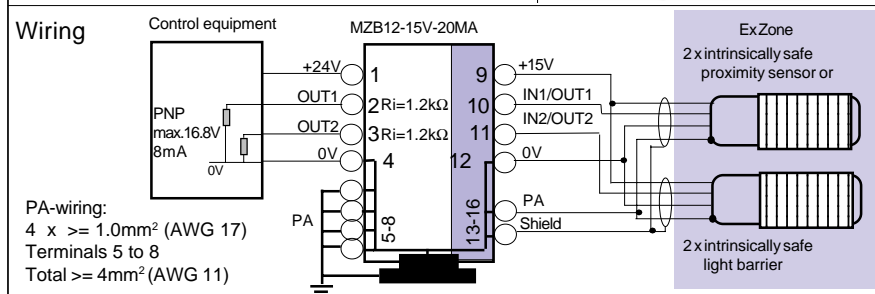 Wiring
Control equipment
MZB12-15V-20MA
ExZone
2 x intrinsically safe
proximity sensor or
+24V
1
9
+15V
OUT1
2
Ri=1.2kΩ
10
IN1/OUT1
PNP
max.16.8V
8mA
OUT2
3
Ri=1.2kΩ
11
IN2/OUT2
0V
0V
4
12
0V
PA-wiring:
4 x >= 1.0mm² (AWG 17)
Terminals 5 to 8
Total >= 4mm² (AWG 11)
PA
5-8
13-16
PA
Shield
2 x intrinsically safe
light barrier